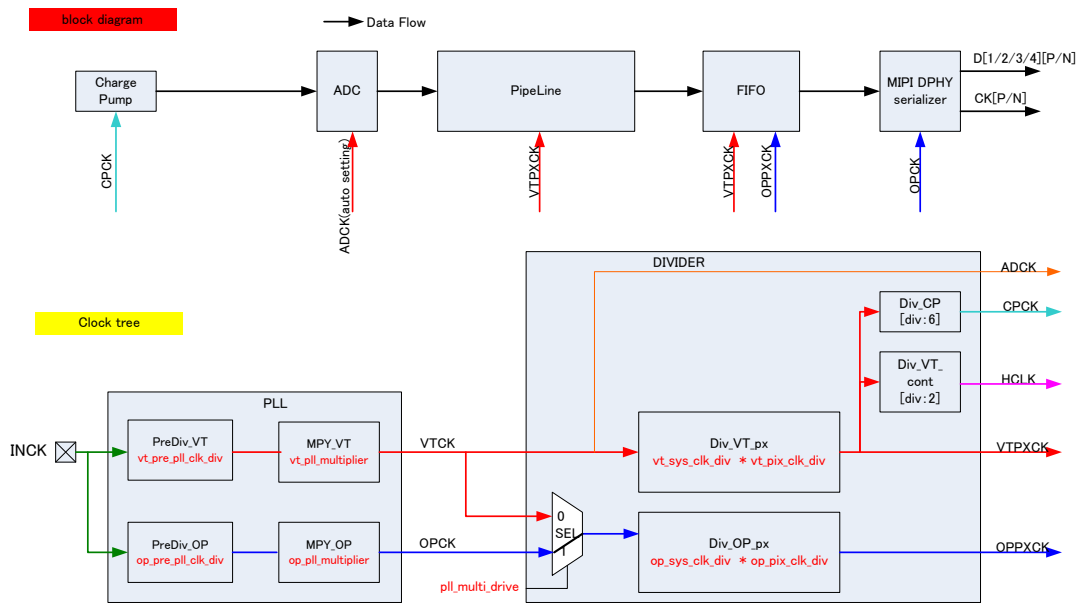 block diagram
Data Flow
Charge
Pump
ADC
PipeLine
FIFO
MIPI DPHY
serializer
D[1/2/3/4][P/N]
CK[P/N]
CPCK
ADCK(auto setting)
VTPXCK
VTPXCK
OPPXCK
OPCK
Clock tree
DIVIDER
ADCK
Div_CP
[div:6]
CPCK
Div_VT_
cont
[div:2]
HCLK
PLL
INCK
PreDiv_VT
vt_pre_pll_clk_div
MPY_VT
vt_pll_multiplier
VTCK
Div_VT_px
vt_sys_clk_div * vt_pix_clk_div
VTPXCK
PreDiv_OP
op_pre_pll_clk_div
MPY_OP
op_pll_multiplier
OPCK
0
SEL
1
Div_OP_px
op_sys_clk_div * op_pix_clk_div
OPPXCK
pll_multi_drive